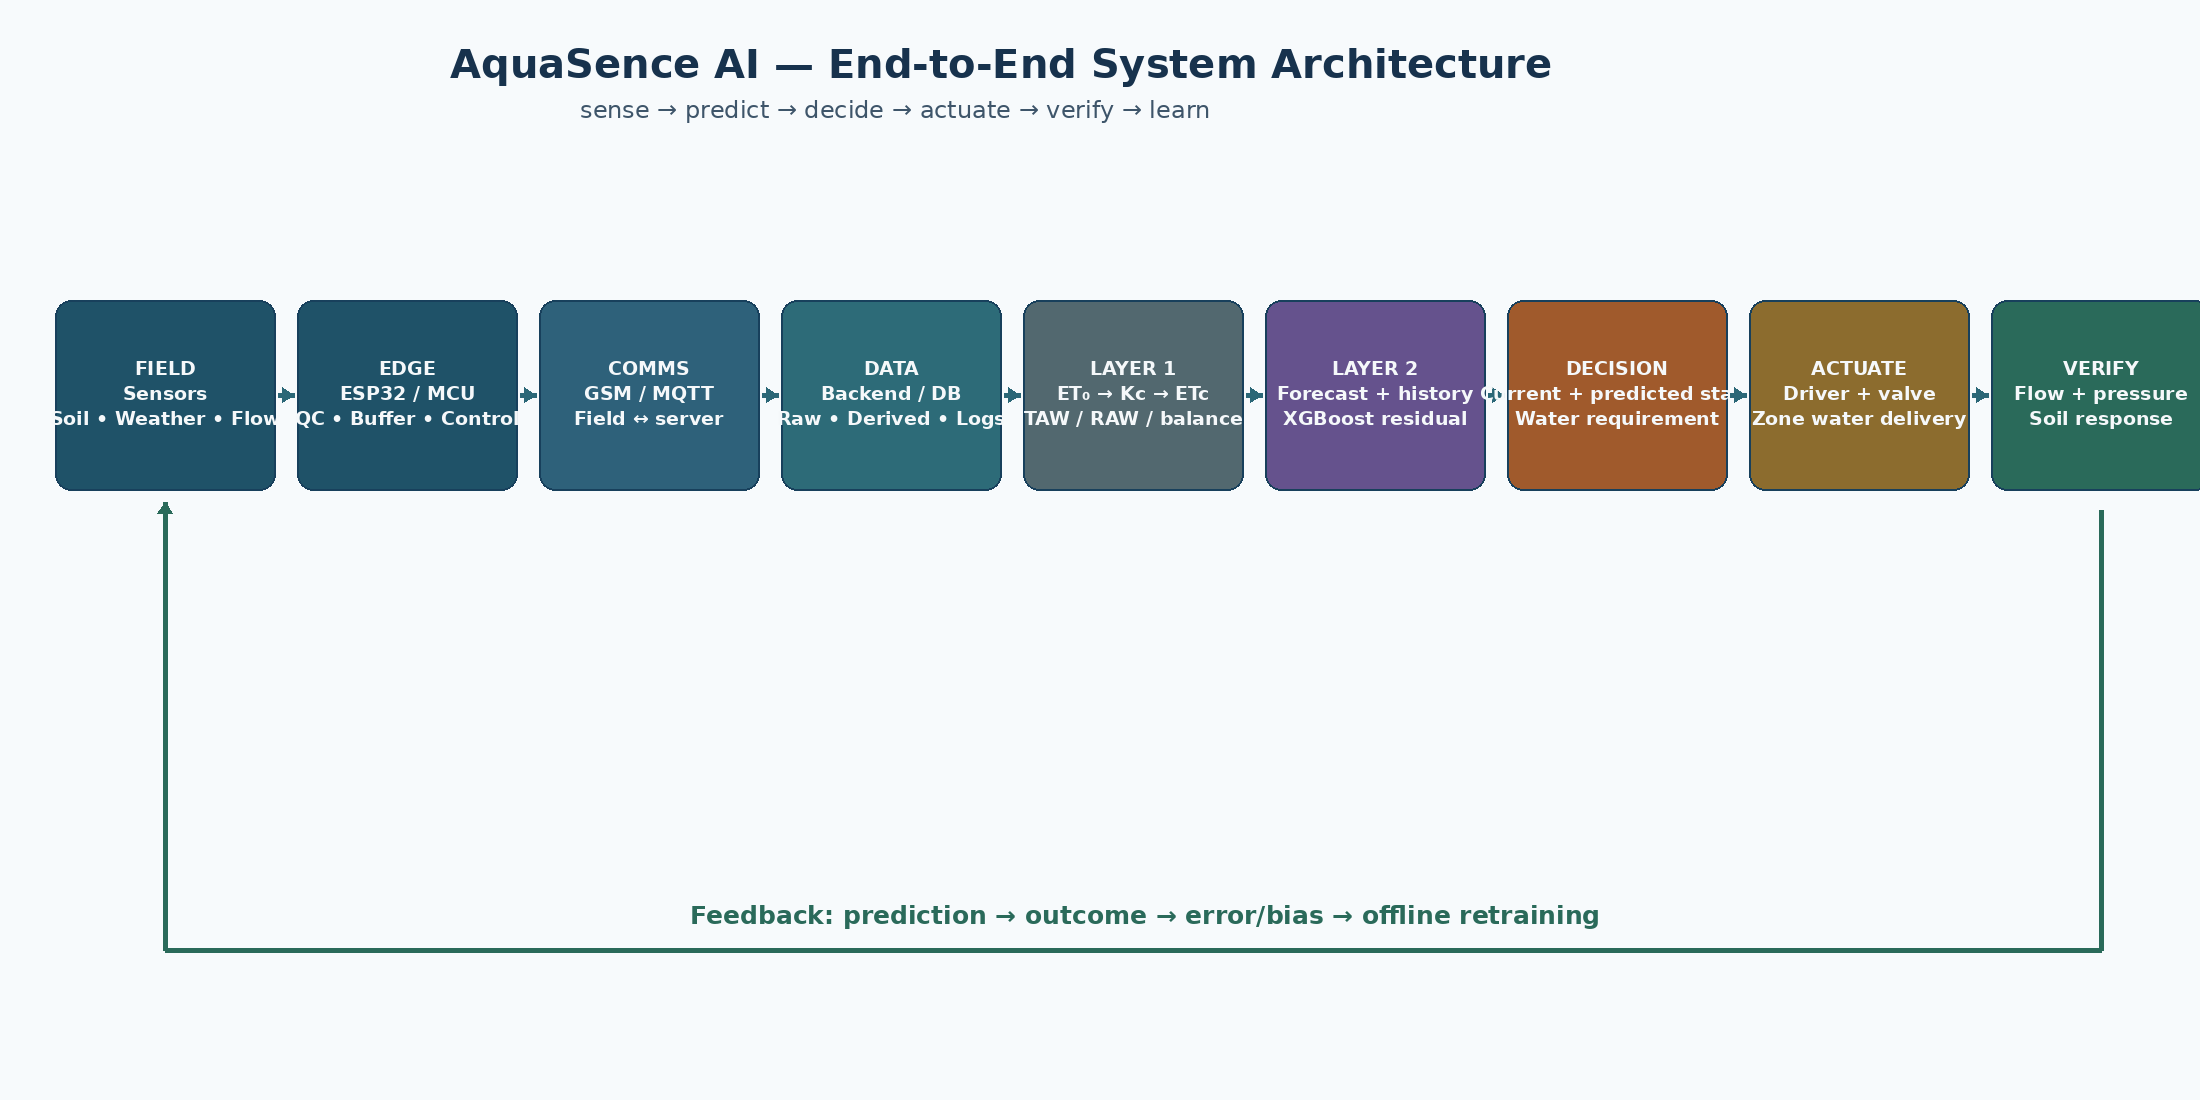 AquaSence AI — End-to-End System Architecture
sense → predict → decide → actuate → verify → learn
FIELD
Sensors
Soil • Weather • Flow
EDGE
ESP32 / MCU
QC • Buffer • Control
COMMS
GSM / MQTT
Field ↔ server
DATA
Backend / DB
Raw • Derived • Logs
LAYER 1
ET₀ → Kc → ETc
TAW / RAW / balance
LAYER 2
Forecast + history
XGBoost residual
DECISION
Current + predicted sta
Water requirement
ACTUATE
Driver + valve
Zone water delivery
VERIFY
Flow + pressure
Soil response
Feedback: prediction → outcome → error/bias → offline retraining